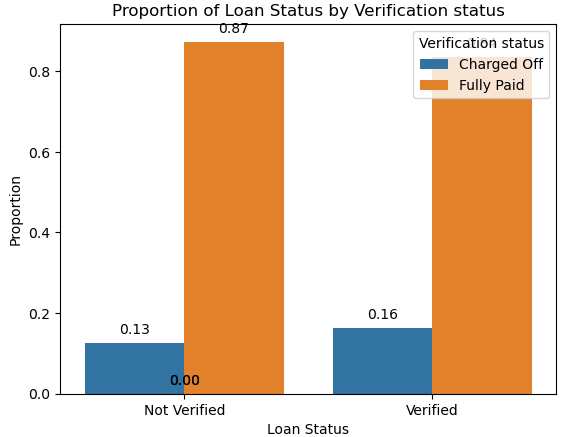 Proportion of Loan Status by Verification status
0.87
Verification status
Charged Off
Fully Paid
0.8
0.6
0.4
0.2
0.0
Proportion
0.13
0.16
0.00
Not Verified
Verified
Loan Status